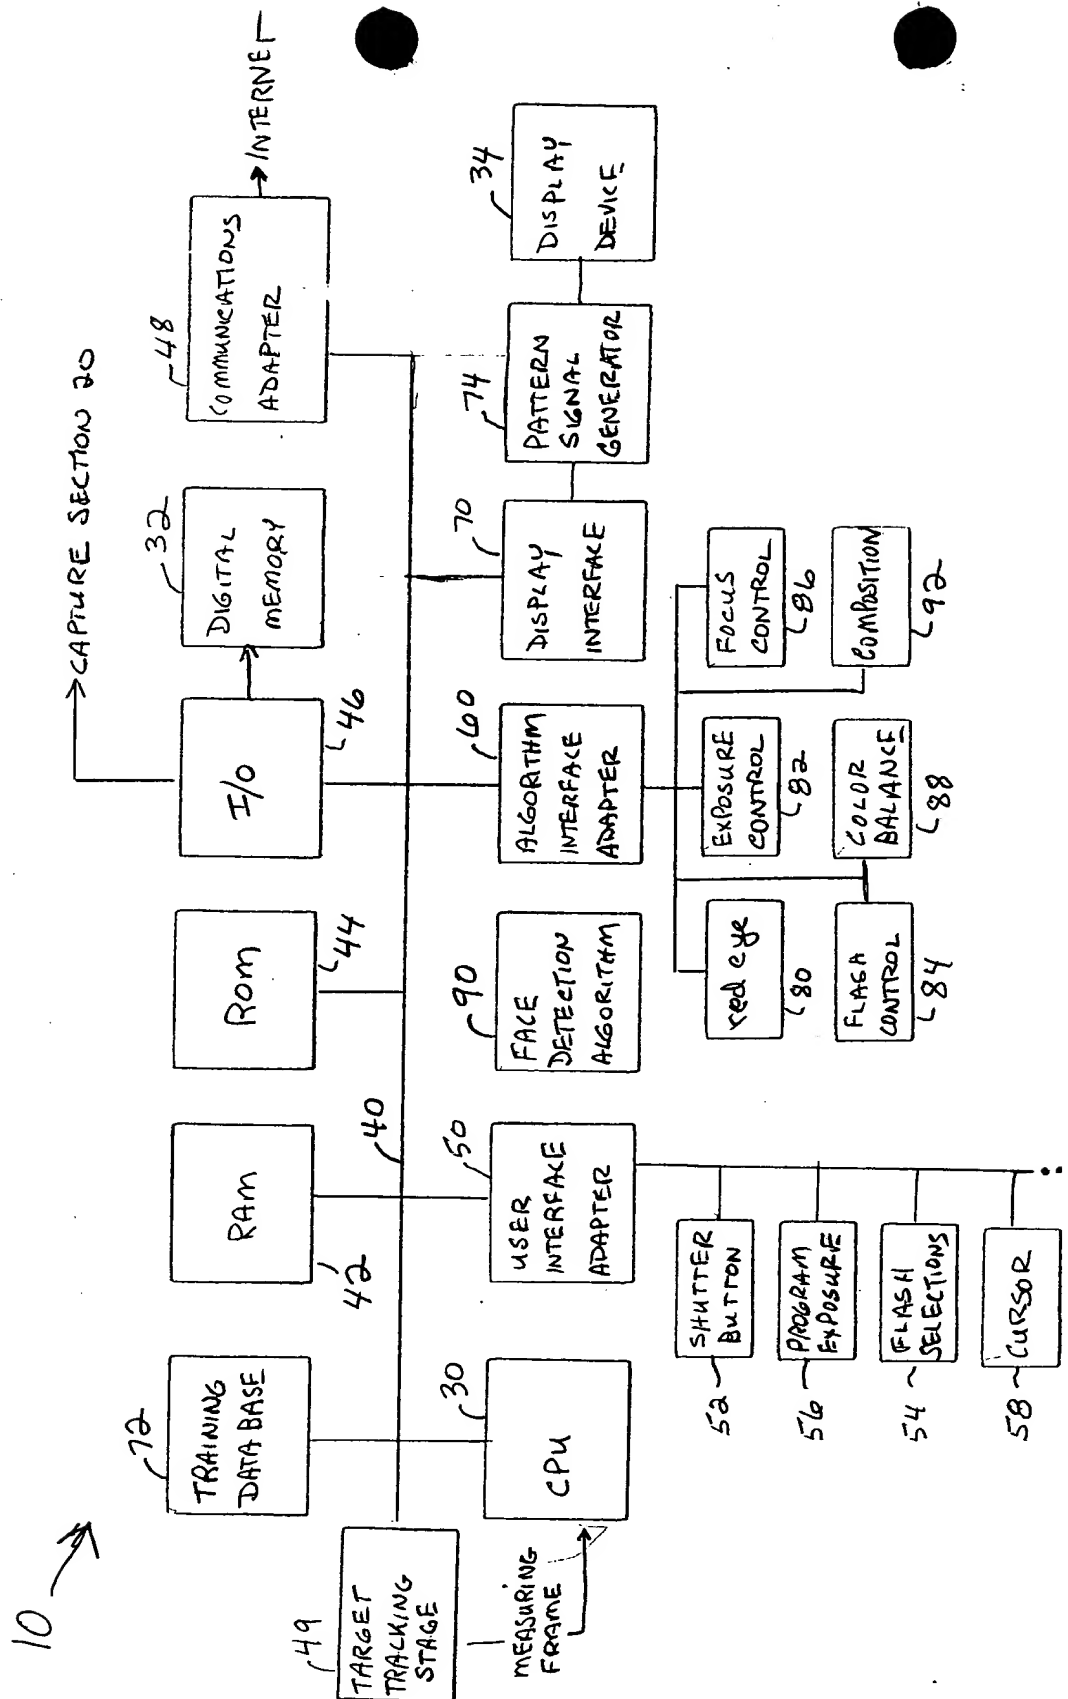 10
CAPTURE SECTION 20
49
TARGET
TRACKING
STAGE
MEASURING
FRAME
72
TRAINING
DATABASE
RAM
42
ROM
44
I/O
46
32
DIGITAL
MEMORY
48
COMMUNICATIONS
ADAPTER
INTERNET
40
30
CPU
50
USER
INTERFACE
ADAPTER
90
FACE
DETECTION
ALGORITHM
60
ALGORITHM
INTERFACE
ADAPTER
70
DISPLAY
INTERFACE
74
PATTERN
SIGNAL
GENERATOR
34
DISPLAY
DEVICE
52
SHUTTER
BUTTON
56
PROGRAM
EXPOSURE
54
FLASH
SELECTIONS
58
CURSOR
red eye
80
EXPOSURE
CONTROL
82
FOCUS
CONTROL
86
FLASH
CONTROL
84
COLOR
BALANCE
88
COMPOSITION
92